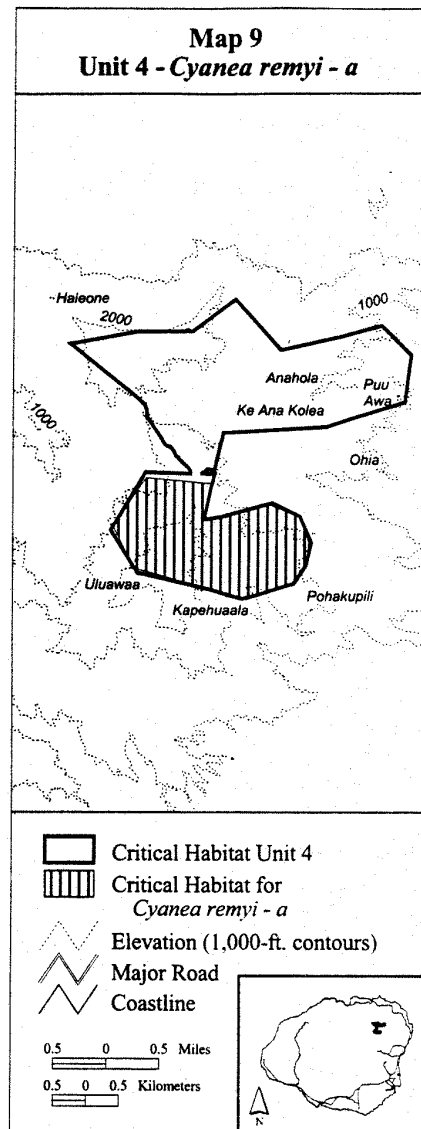 Map 9
Unit 4 - Cyanea remyi - a
Haleone
2000
1000
Anahola
Puu
Awa
Ke Ana Kolea
1000
Ohia
Uluawaa
Pohakupili
Kapehuaala
Critical Habitat Unit 4
Critical Habitat for
Cyanea remyi - a
Elevation (1,000-ft. contours)
Major Road
Coastline
0.5 0 0.5 Miles
0.5 0 0.5 Kilometers
N